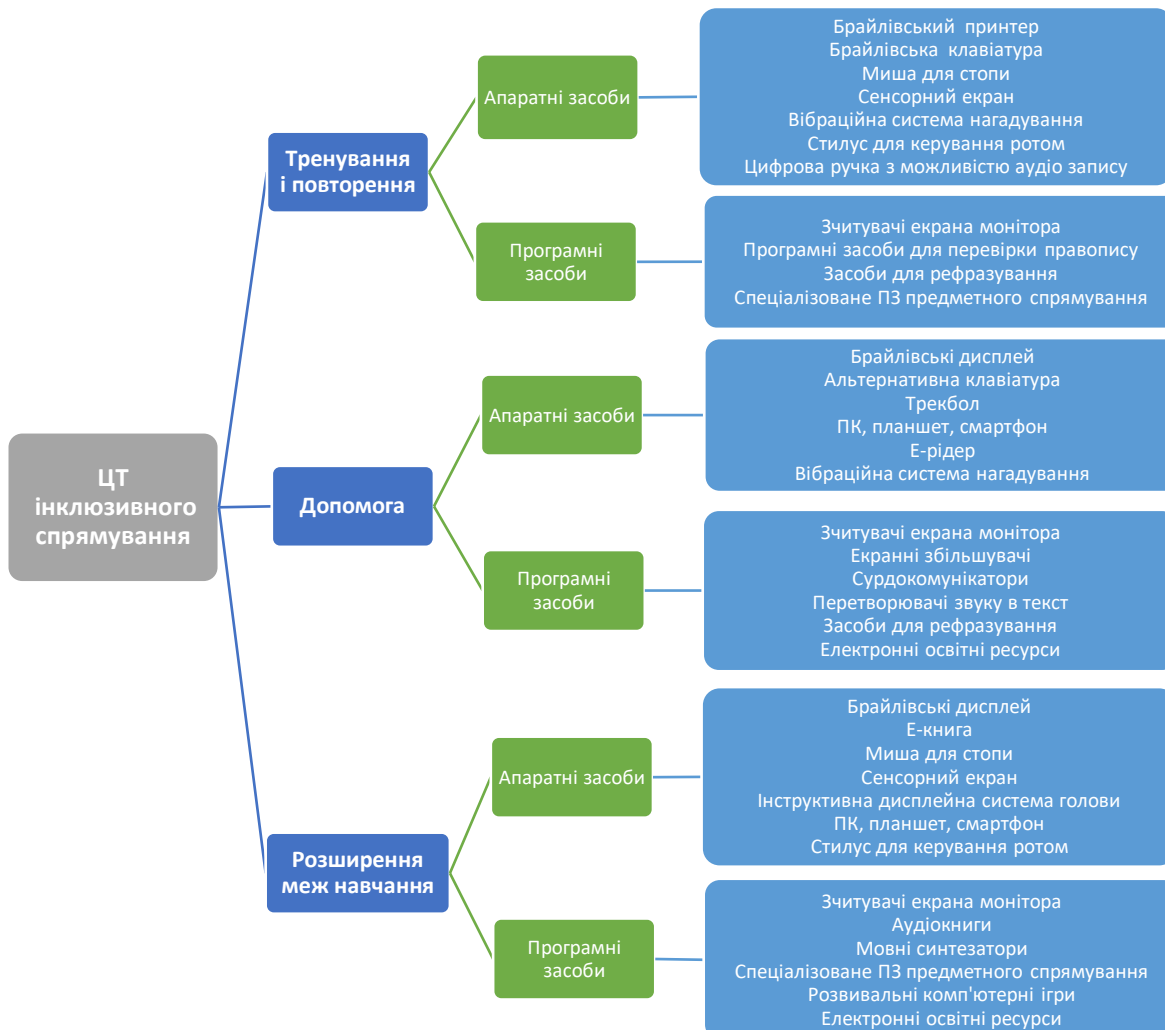 ЦТ
інклюзивного
спрямування
Тренування
і повторення
Апаратні засоби
Брайлівський принтер
Брайлівська клавіатура
Миша для стопи
Сенсорний екран
Вібраційна система нагадування
Стилус для керування ротом
Цифрова ручка з можливістю аудіо запису
Програмні
засоби
Зчитувачі екрана монітора
Програмні засоби для перевірки правопису
Засоби для рефразування
Спеціалізоване ПЗ предметного спрямування
Допомога
Апаратні засоби
Брайлівські дисплей
Альтернативна клавіатура
Трекбол
ПК, планшет, смартфон
Е-рідер
Вібраційна система нагадування
Програмні
засоби
Зчитувачі екрана монітора
Екранні збільшувачі
Сурдокомунікатори
Перетворювачі звуку в текст
Засоби для рефразування
Електронні освітні ресурси
Розширення
меж навчання
Апаратні засоби
Брайлівські дисплей
Е-книга
Миша для стопи
Сенсорний екран
Інструктивна дисплейна система голови
ПК, планшет, смартфон
Стилус для керування ротом
Програмні
засоби
Зчитувачі екрана монітора
Аудіокниги
Мовні синтезатори
Спеціалізоване ПЗ предметного спрямування
Розвивальні комп'ютерні ігри
Електронні освітні ресурси